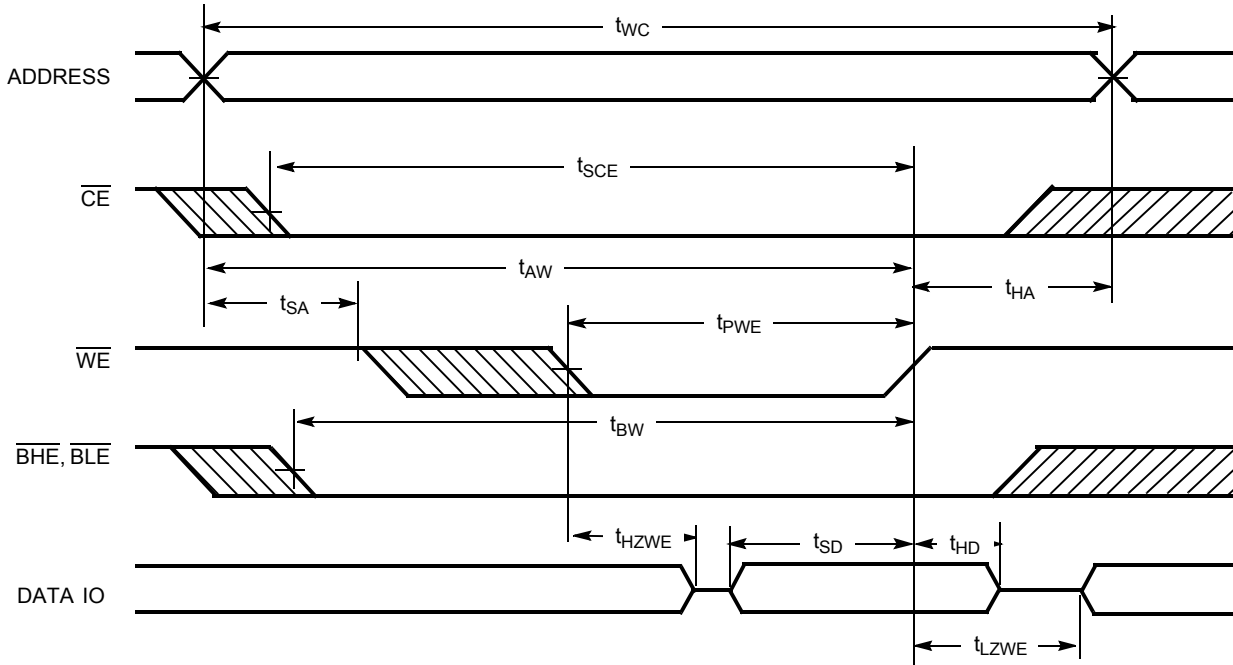 tWC
ADDRESS
tSCE
CE
tAW
tHA
tSA
tPWE
WE
tBW
BHE, BLE
tHZWE
tSD
tHD
DATA IO
tLZWE